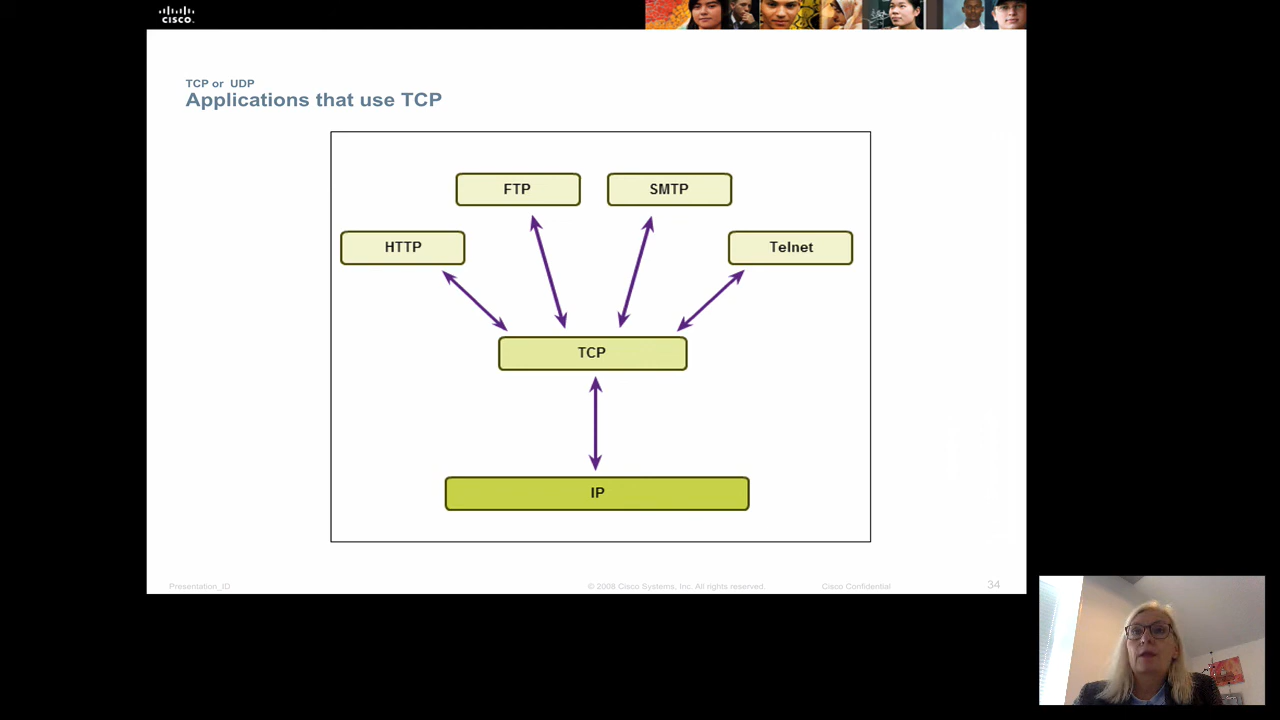 CISCO.
TCP or UDP
Applications that use TCP
FTP
SMTP
HTTP
Telnet
TCP
IP
Presentation_ID
© 2008 Cisco Systems, Inc. All rights reserved.
Cisco Confidential
34